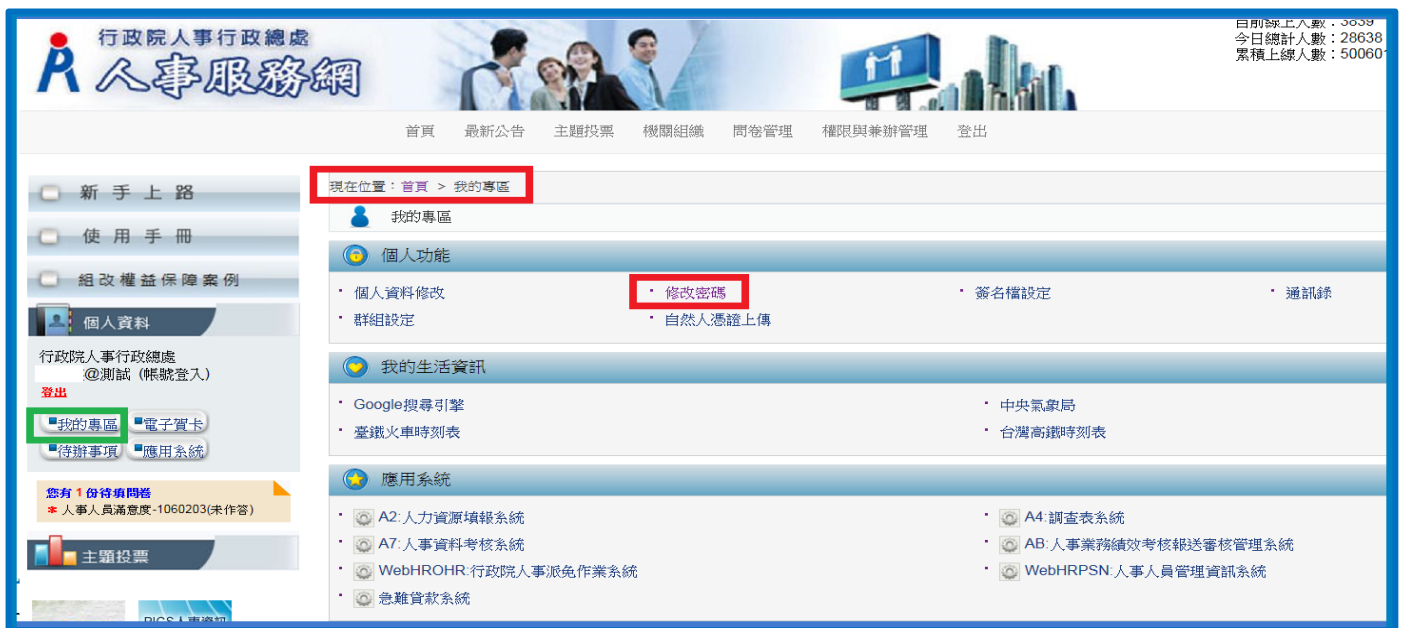 行政院人事行政總處
人事服務網
目前線上人數：3839
今日總計人數：28638
累積上線人數：50060
首頁 最新公告 主題投票 機關組織 問卷管理 權限與兼辦管理 登出
新手上路
使用手冊
組改權益保障案例
個人資料
行政院人事行政總處
@測試 (帳號登入)
登出
我的專區 電子賀卡
待辦事項 應用系統
您有 1 份待填問卷
* 人事人員滿意度-1060203(未作答)
主題投票
現在位置：首頁 > 我的專區
我的專區
個人功能
個人資料修改 修改密碼 簽名檔設定 通訊錄
群組設定 自然人憑證上傳
我的生活資訊
Google搜尋引擎 中央氣象局
臺鐵火車時刻表 台灣高鐵時刻表
應用系統
A2:人力資源填報系統 A4:調查表系統
A7:人事資料考核系統 AB:人事業務績效考核報送審核管理系統
WebHROHR:行政院人事派免作業系統 WebHRPSN:人事人員管理資訊系統
急難貸款系統